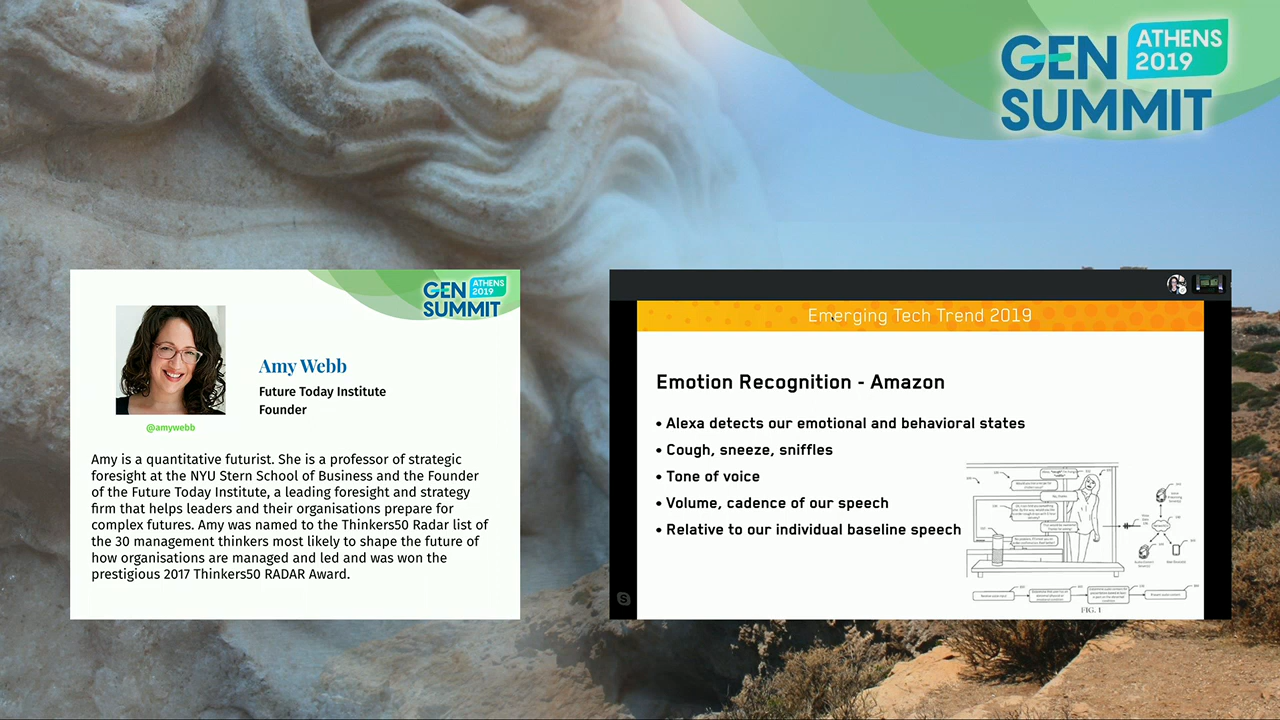 GEN ATHENS 2019
SUMMIT
GEN ATHENS 2019
SUMMIT
Amy Webb
Future Today Institute
Founder
@amywebb
Amy is a quantitative futurist. She is a professor of strategic
foresight at the NYU Stern School of Business and the Founder
of the Future Today Institute, a leading foresight and strategy
firm that helps leaders and their organisations prepare for
complex futures. Amy was named to The Thinkers50 Radar list of
the 30 management thinkers most likely to shape the future of
how organisations are managed and led and was won the
prestigious 2017 Thinkers50 RADAR Award.
Emerging Tech Trend 2019
Emotion Recognition - Amazon
• Alexa detects our emotional and behavioral states
• Cough, sneeze, sniffles
• Tone of voice
• Volume, cadence of our speech
• Relative to our individual baseline speech
FIG. 1